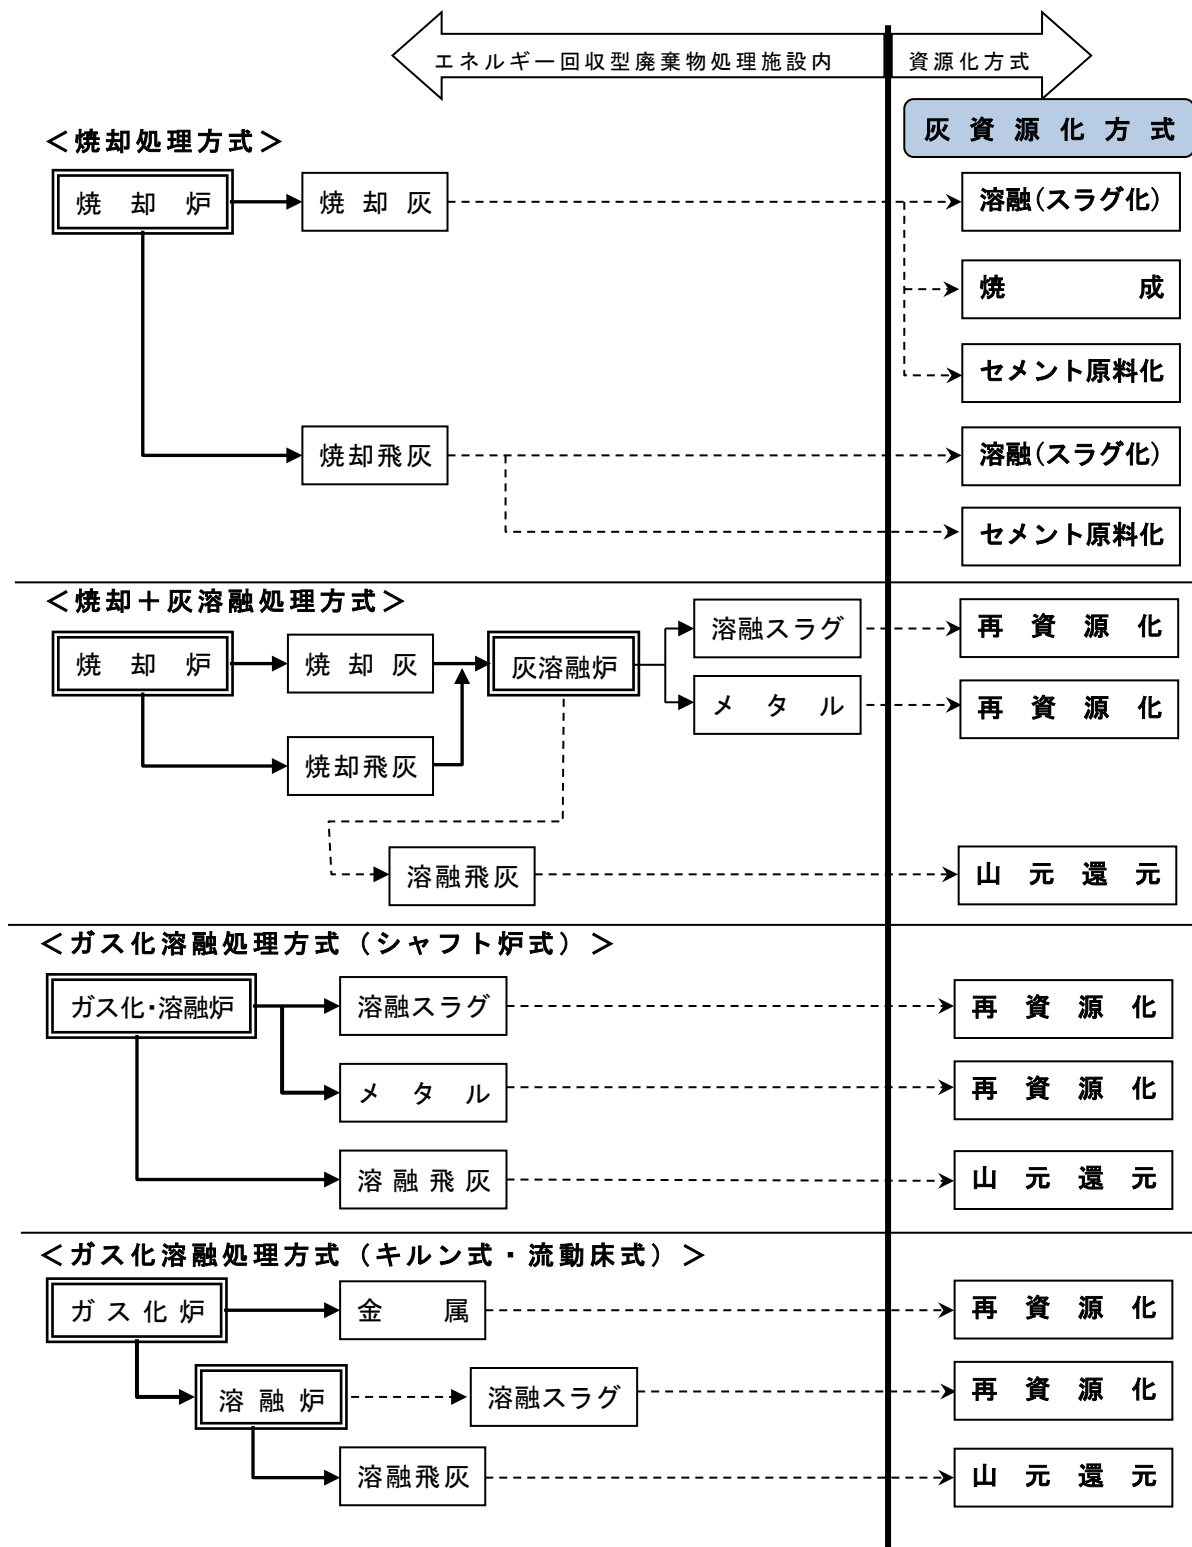 エネルギー回収型廃棄物処理施設内
資源化方式
灰資源化方式
＜焼却処理方式＞
焼却炉
焼却灰
溶融(スラグ化)
焼成
セメント原料化
焼却飛灰
溶融(スラグ化)
セメント原料化
＜焼却＋灰溶融処理方式＞
焼却炉
焼却灰
灰溶融炉
溶融スラグ
再資源化
メタル
再資源化
焼却飛灰
溶融飛灰
山元還元
＜ガス化溶融処理方式（シャフト炉式）＞
ガス化・溶融炉
溶融スラグ
再資源化
メタル
再資源化
溶融飛灰
山元還元
＜ガス化溶融処理方式（キルン式・流動床式）＞
ガス化炉
金属
再資源化
溶融炉
溶融スラグ
再資源化
溶融飛灰
山元還元